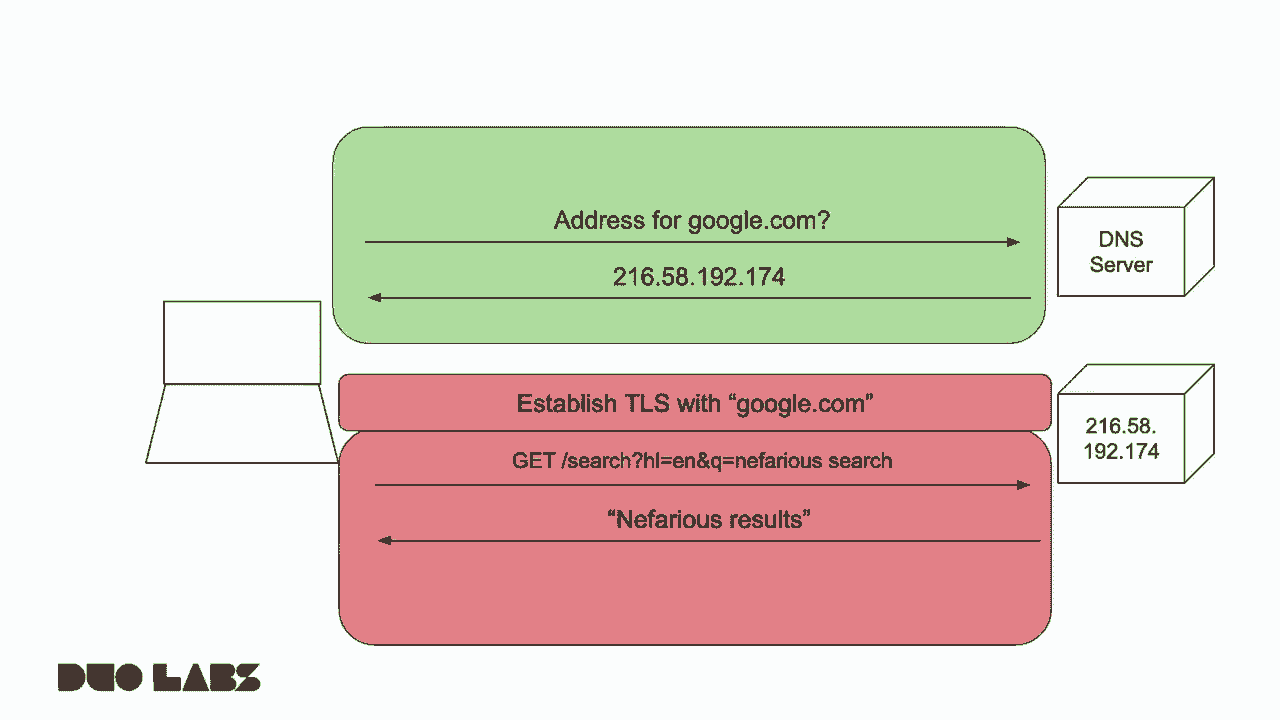 Address for google.com?
216.58.192.174
DNS
Server
Establish TLS with “google.com”
216.58.
192.174
GET /search?hl=en&q=nefarious search
“Nefarious results”
DUO LABS